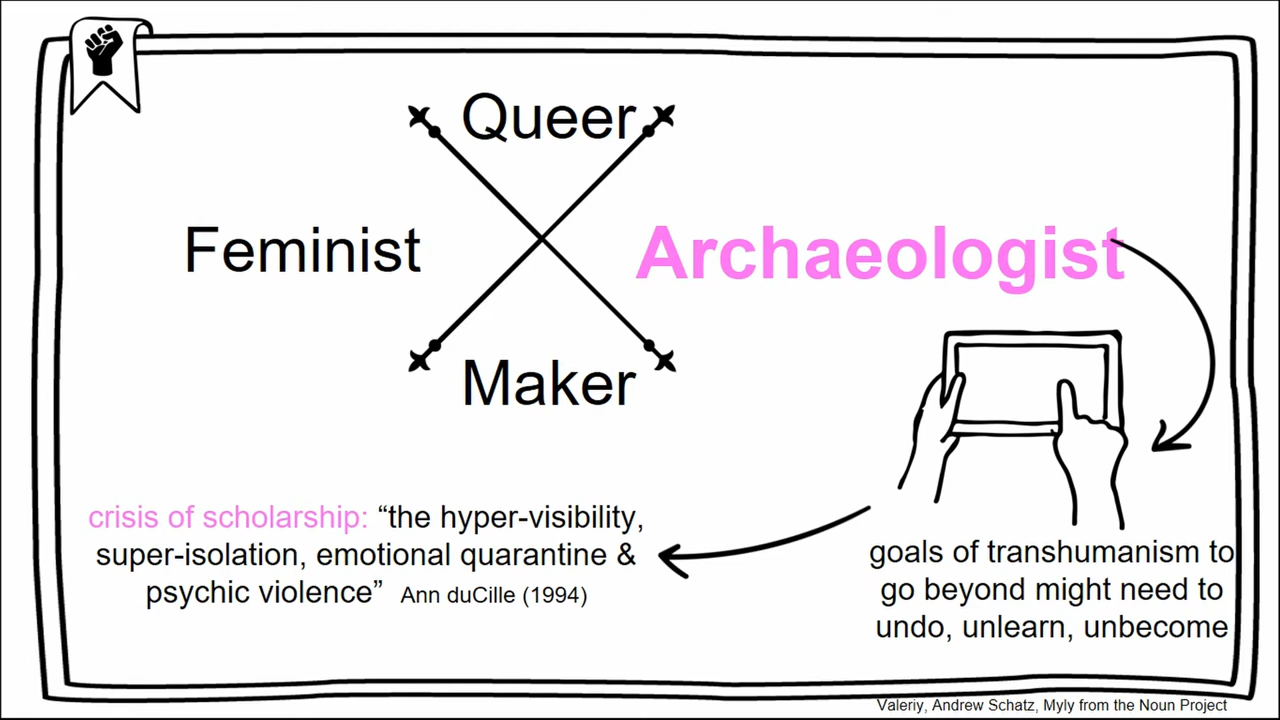 Queer
Feminist
Archaeologist
Maker
crisis of scholarship: “the hyper-visibility,
super-isolation, emotional quarantine &
psychic violence” Ann duCille (1994)
goals of transhumanism to
go beyond might need to
undo, unlearn, unbecome
Valeriy, Andrew Schatz, Myly from the Noun Project